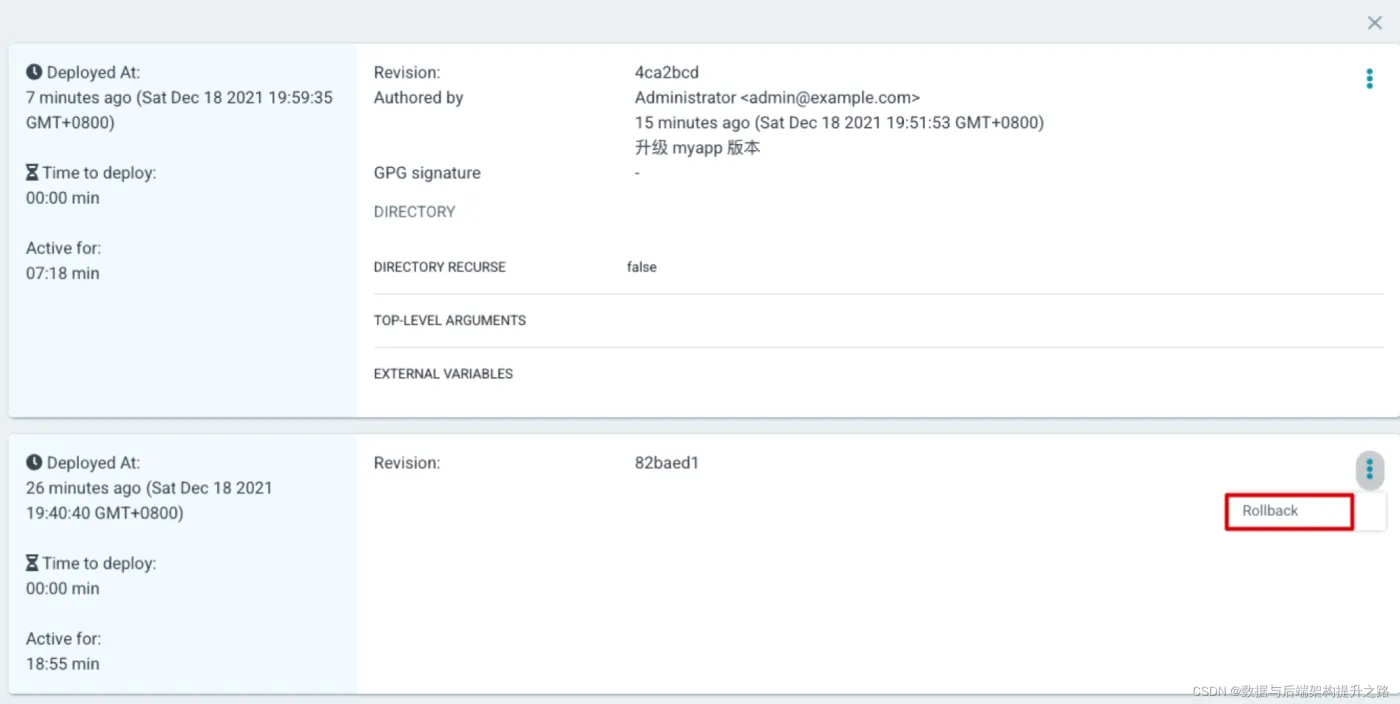 Deployed At:
7 minutes ago (Sat Dec 18 2021 19:59:35
GMT+0800)
Time to deploy:
00:00 min
Active for:
07:18 min
Revision: 4ca2bcd
Authored by Administrator <admin@example.com>
15 minutes ago (Sat Dec 18 2021 19:51:53 GMT+0800)
升级 myapp 版本
GPG signature -
DIRECTORY
DIRECTORY RECURSE false
TOP-LEVEL ARGUMENTS
EXTERNAL VARIABLES
Deployed At:
26 minutes ago (Sat Dec 18 2021
19:40:40 GMT+0800)
Time to deploy:
00:00 min
Active for:
18:55 min
Revision: 82baed1
Rollback
CSDN @数据与后端架构提升之路